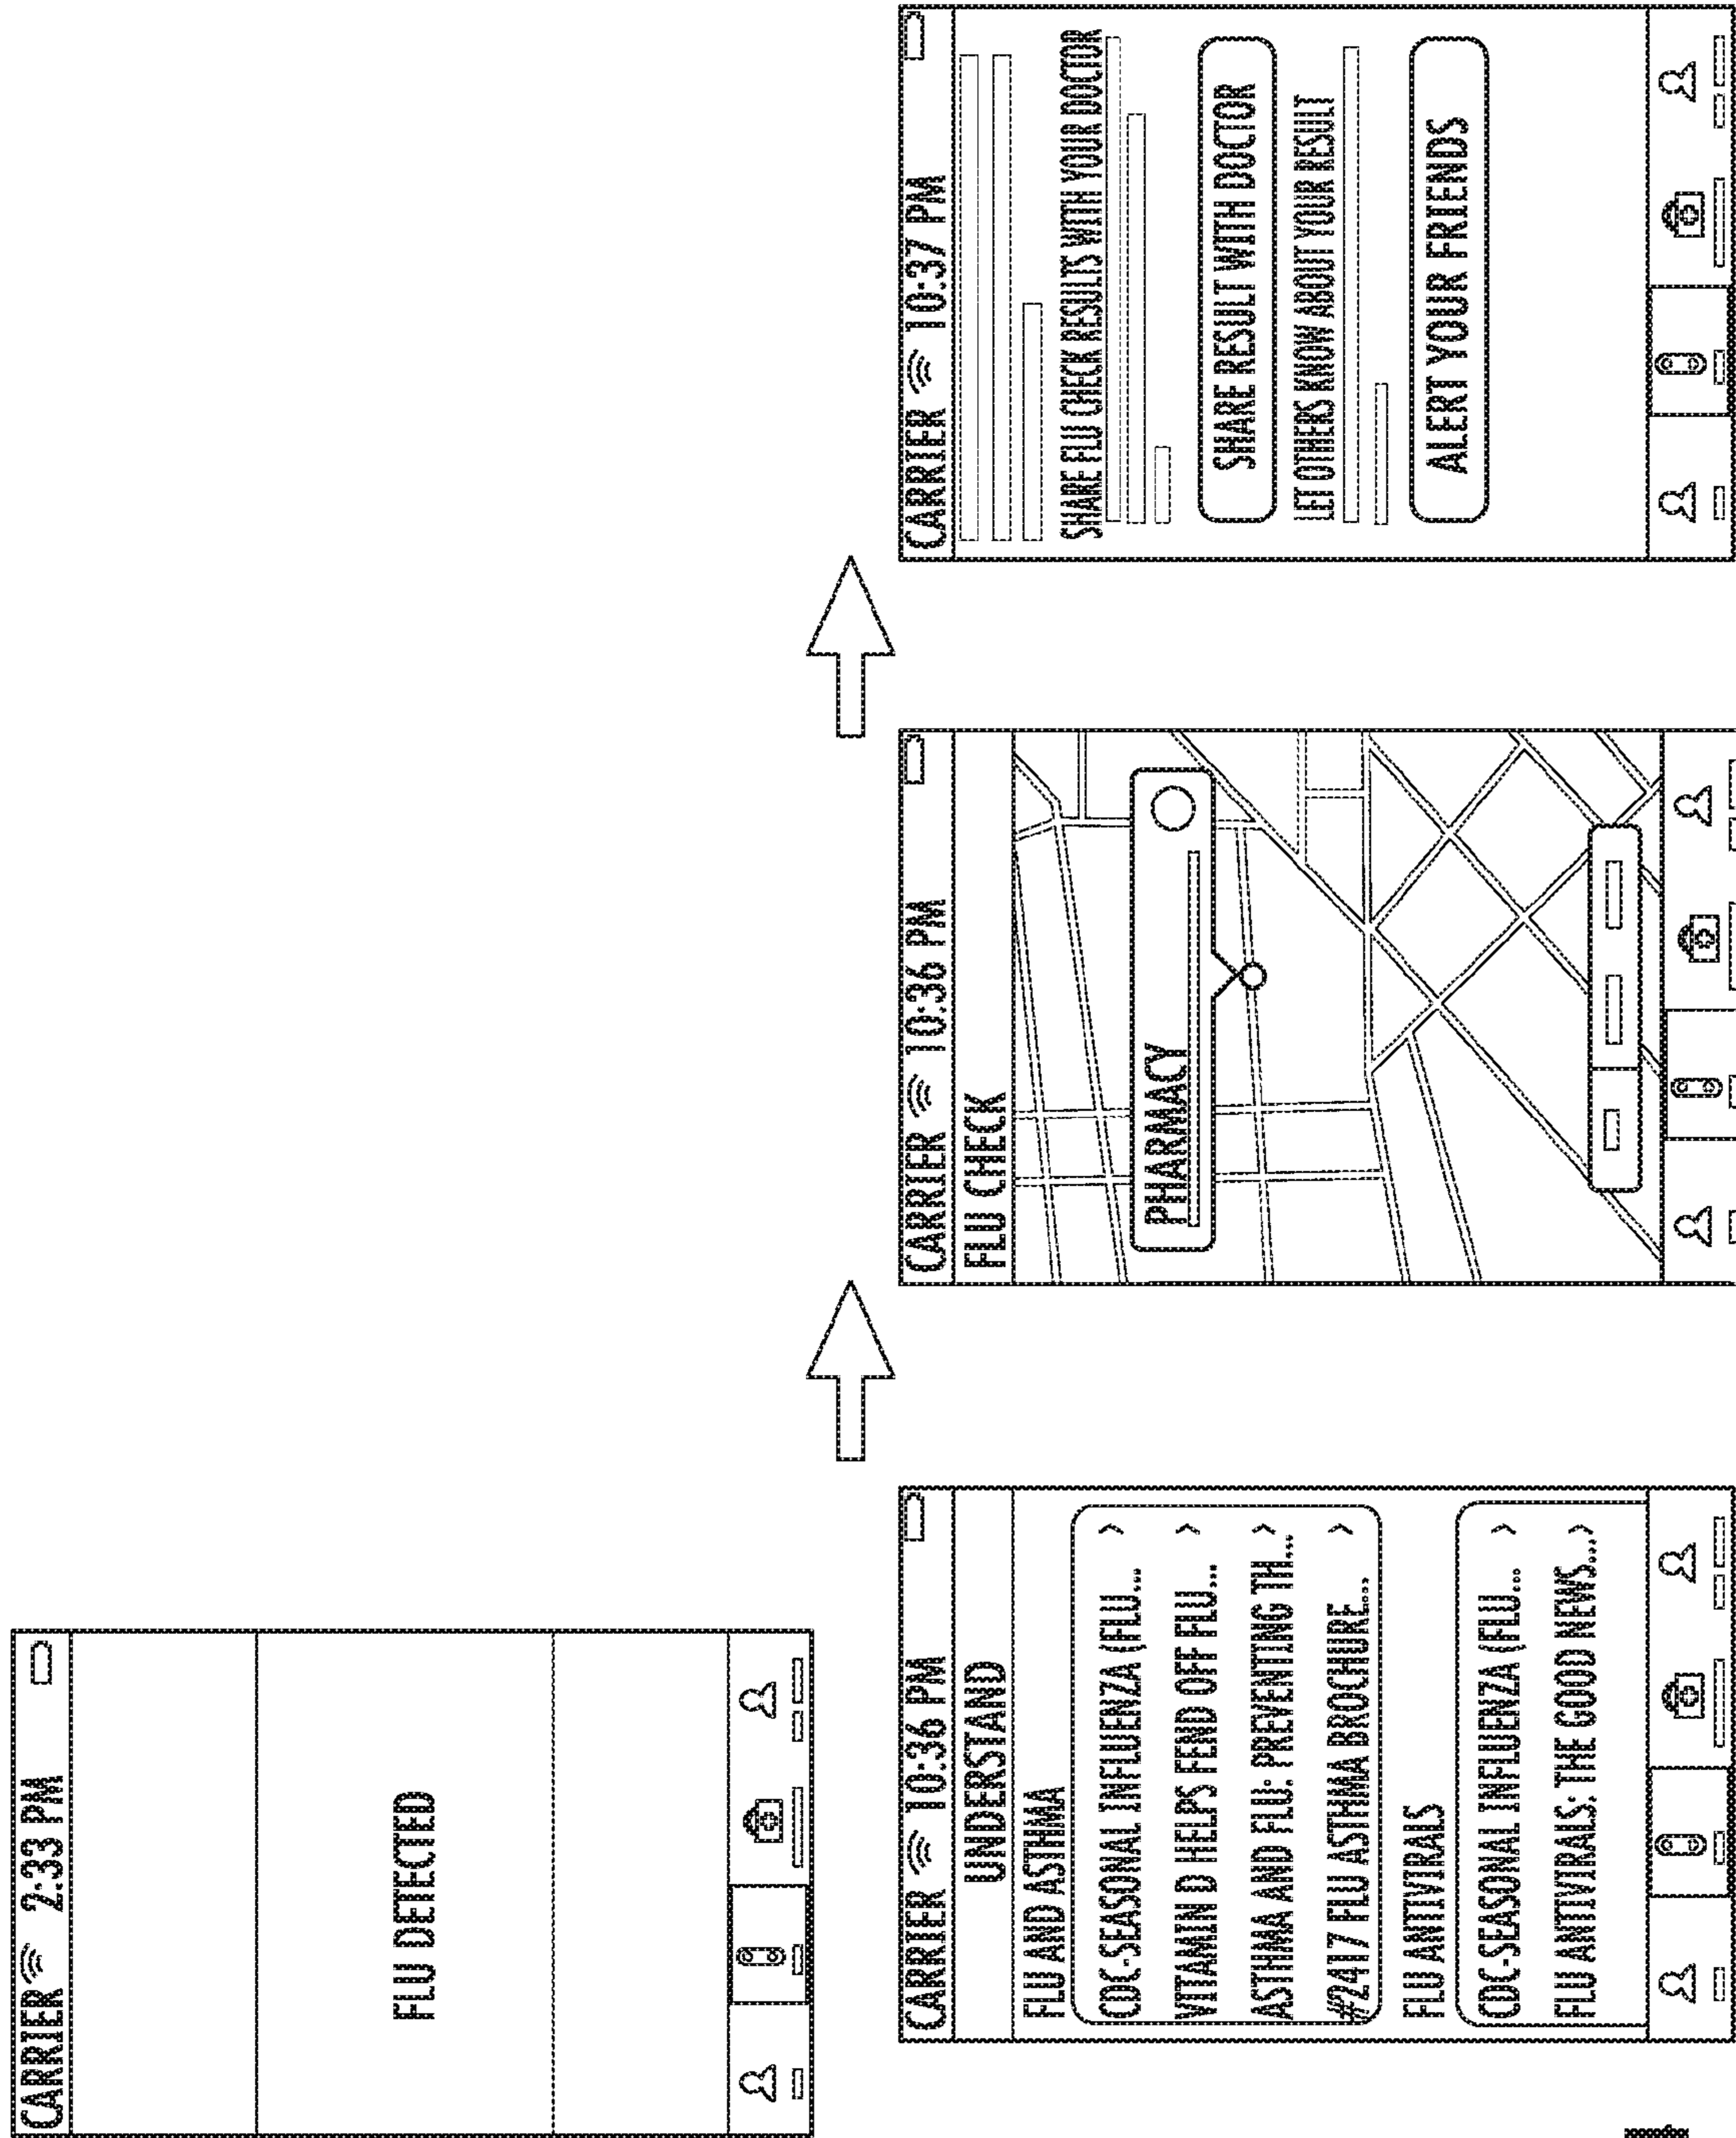 CARRIER 2:33 PM
FLU DETECTED
CARRIER 10:36 PM
UNDERSTAND
FLU AND ASTHMA
CDC-SEASONAL INFLUENZA (FLU... >
VITAMIN D HELPS FEND OFF FLU... >
ASTHMA AND FLU: PREVENTING TH... >
#2417 FLU ASTHMA BROCHURE... >
FLU ANTIVIRALS
CDC-SEASONAL INFLUENZA (FLU... >
FLU ANTIVIRALS: THE GOOD NEWS... >
CARRIER 10:36 PM
FLU CHECK
PHARMACY
CARRIER 10:37 PM
SHARE FLU CHECK RESULTS WITH YOUR DOCTOR
SHARE RESULT WITH DOCTOR
LET OTHERS KNOW ABOUT YOUR RESULT
ALERT YOUR FRIENDS